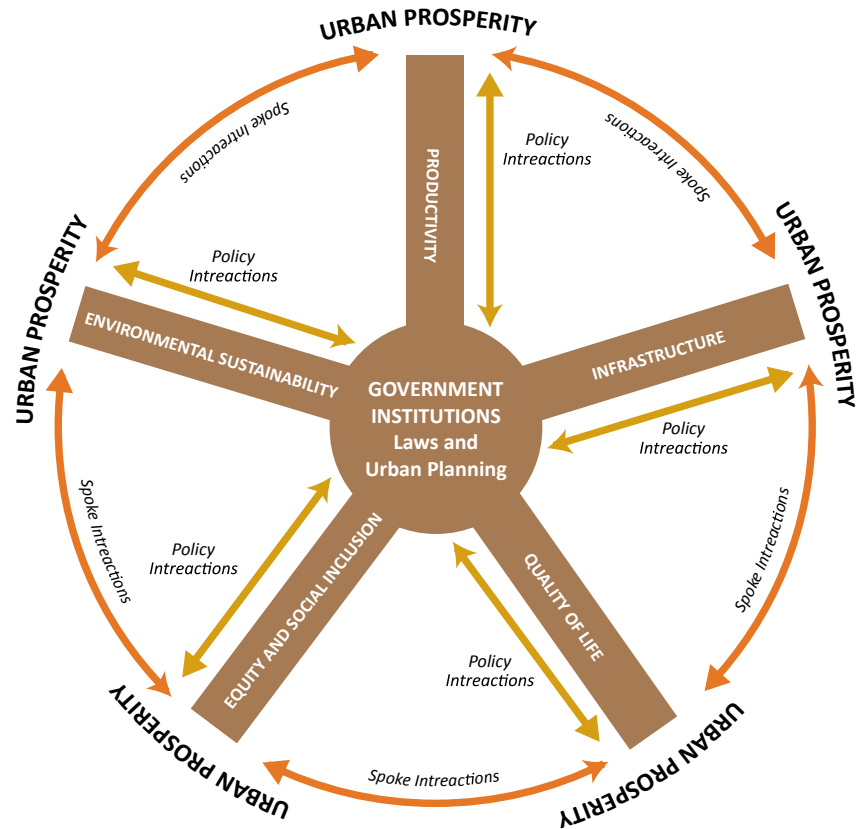 URBAN PROSPERITY
Spoke Intreactions
Spoke Intreactions
Policy
Intreactions
PRODUCTIVITY
URBAN PROSPERITY
URBAN PROSPERITY
Policy
Intreactions
ENVIRONMENTAL SUSTAINABILITY
INFRASTRUCTURE
GOVERNMENT
INSTITUTIONS
Laws and
Urban Planning
Policy
Intreactions
Spoke Intreactions
Spoke Intreactions
Policy
Intreactions
EQUITY AND SOCIAL INCLUSION
QUALITY OF LIFE
Policy
Intreactions
URBAN PROSPERITY
URBAN PROSPERITY
Spoke Intreactions